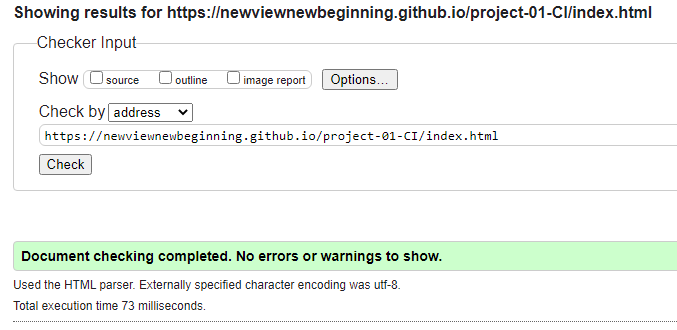 Showing results for https://newviewnewbeginning.github.io/project-01-CI/index.html
Checker Input
Show source outline image report Options...
Check by address
https://newviewnewbeginning.github.io/project-01-CI/index.html
Check
Document checking completed. No errors or warnings to show.
Used the HTML parser. Externally specified character encoding was utf-8.
Total execution time 73 milliseconds.